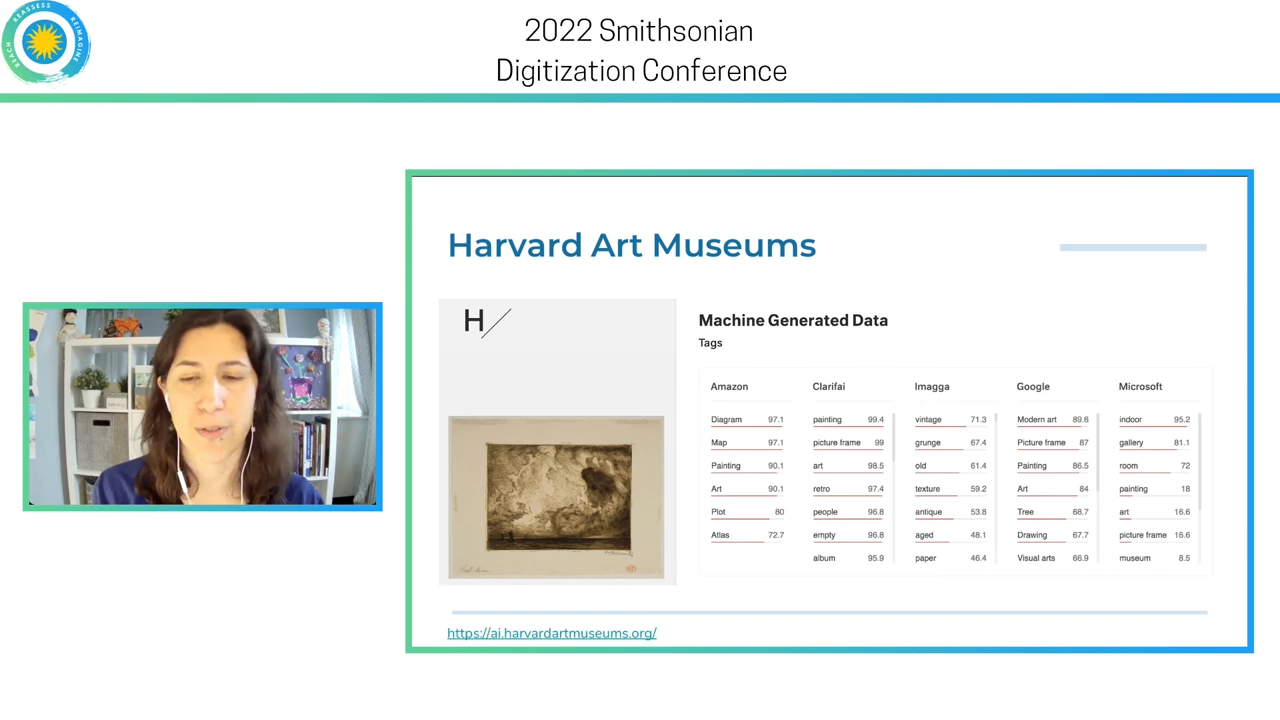 REACH REASSESS REIMAGINE
2022 Smithsonian
Digitization Conference
Harvard Art Museums
H
Machine Generated Data
Tags
Amazon Clarifai Imagga Google Microsoft
Diagram 97.1 painting 99.4 vintage 71.3 Modern art 89.6 indoor 95.2
Map 97.1 picture frame 99 grunge 67.4 Picture frame 87 gallery 81.1
Painting 90.1 art 98.5 old 61.4 Painting 86.5 room 72
Art 90.1 retro 97.4 texture 59.2 Art 84 painting 18
Plot 80 people 96.8 antique 53.8 Tree 68.7 art 16.6
Atlas 72.7 empty 96.8 aged 48.1 Drawing 67.7 picture frame 16.6
album 95.9 paper 46.4 Visual arts 66.9 museum 8.5
https://ai.harvardartmuseums.org/